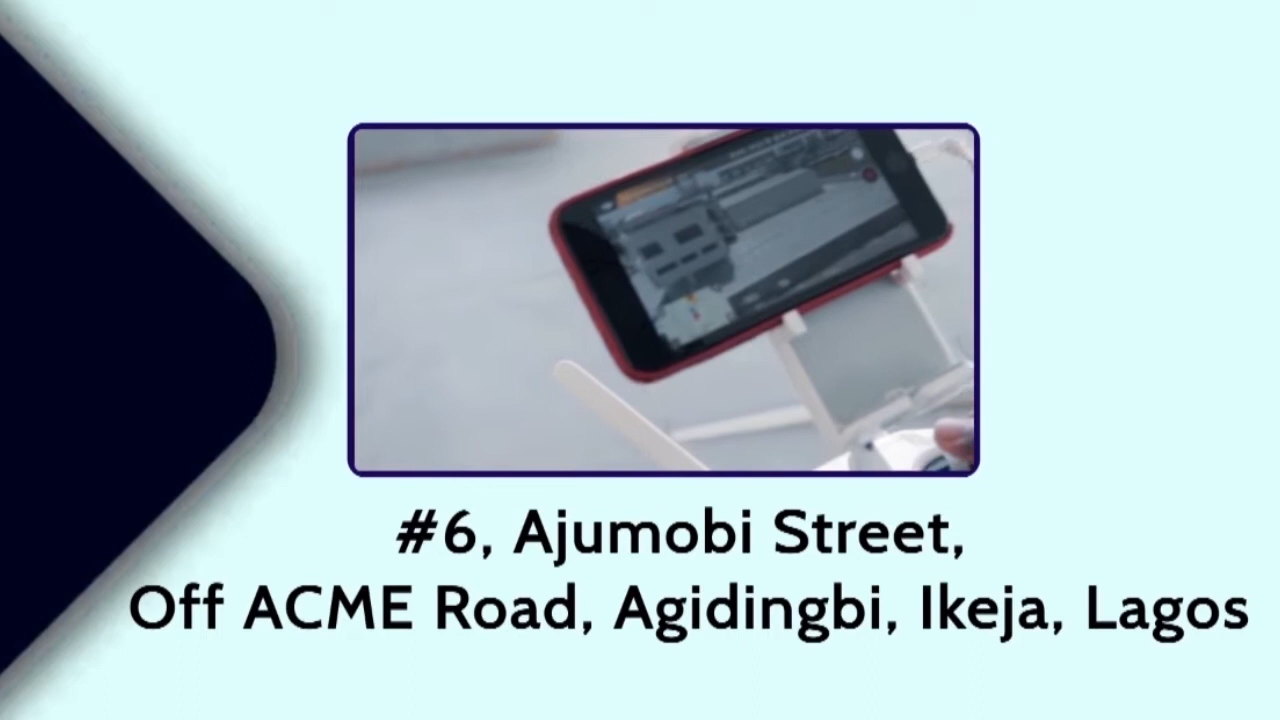 #6, Ajumobi Street,
Off ACME Road, Agidingbi, Ikeja, Lagos